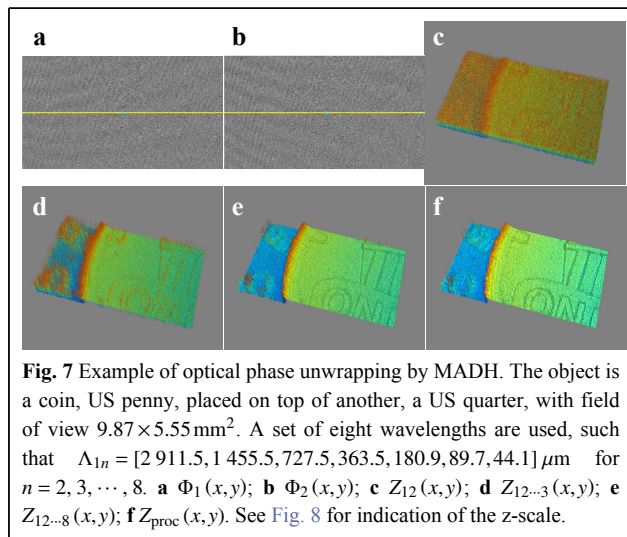 a b c
d e f
Fig. 7 Example of optical phase unwrapping by MADH. The object is
a coin, US penny, placed on top of another, a US quarter, with field
of view 9.87 × 5.55 mm². A set of eight wavelengths are used, such
that Λ₁ₙ = [2 911.5, 1 455.5, 727.5, 363.5, 180.9, 89.7, 44.1] μm for
n = 2, 3, ⋯, 8. a Φ₁(x,y); b Φ₂(x,y); c Z₁₂(x,y); d Z₁₂...₃(x,y); e
Z₁₂...₈(x,y); f Z_proc(x,y). See Fig. 8 for indication of the z-scale.